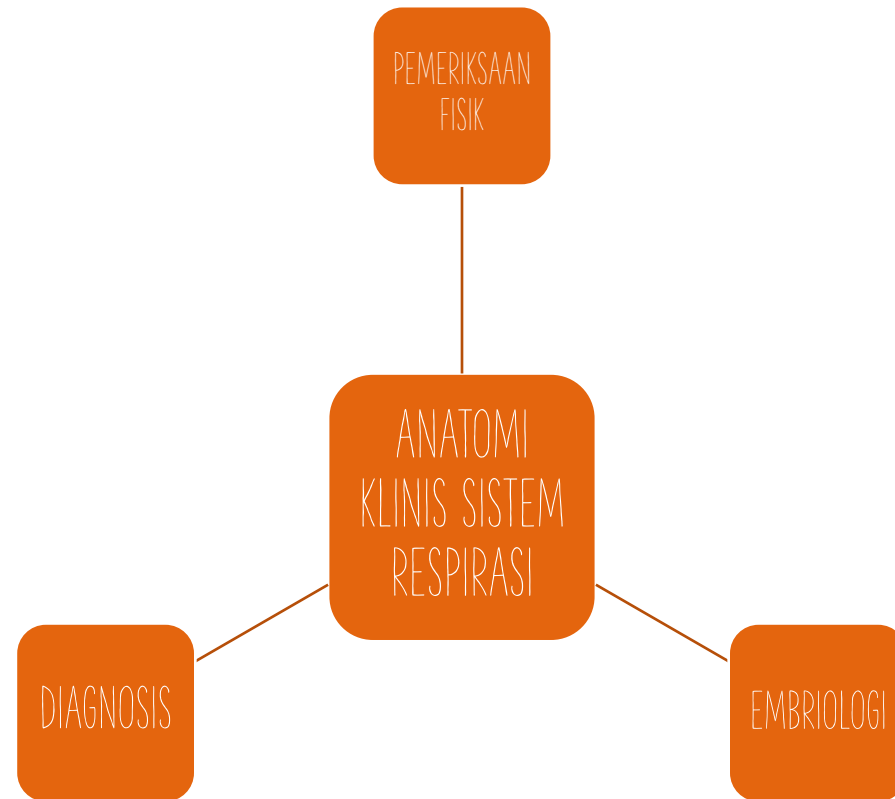 PEMERIKSAAN
FISIK
ANATOMI
KLINIS SISTEM
RESPIRASI
DIAGNOSIS
EMBRIOLOGI